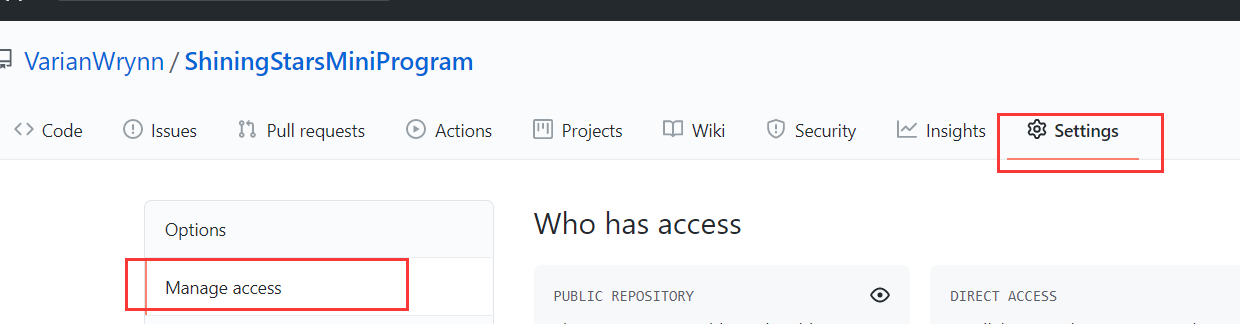 VarianWrynn / ShiningStarsMiniProgram
Code Issues Pull requests Actions Projects Wiki Security Insights Settings
Options
Manage access
Who has access
PUBLIC REPOSITORY
DIRECT ACCESS